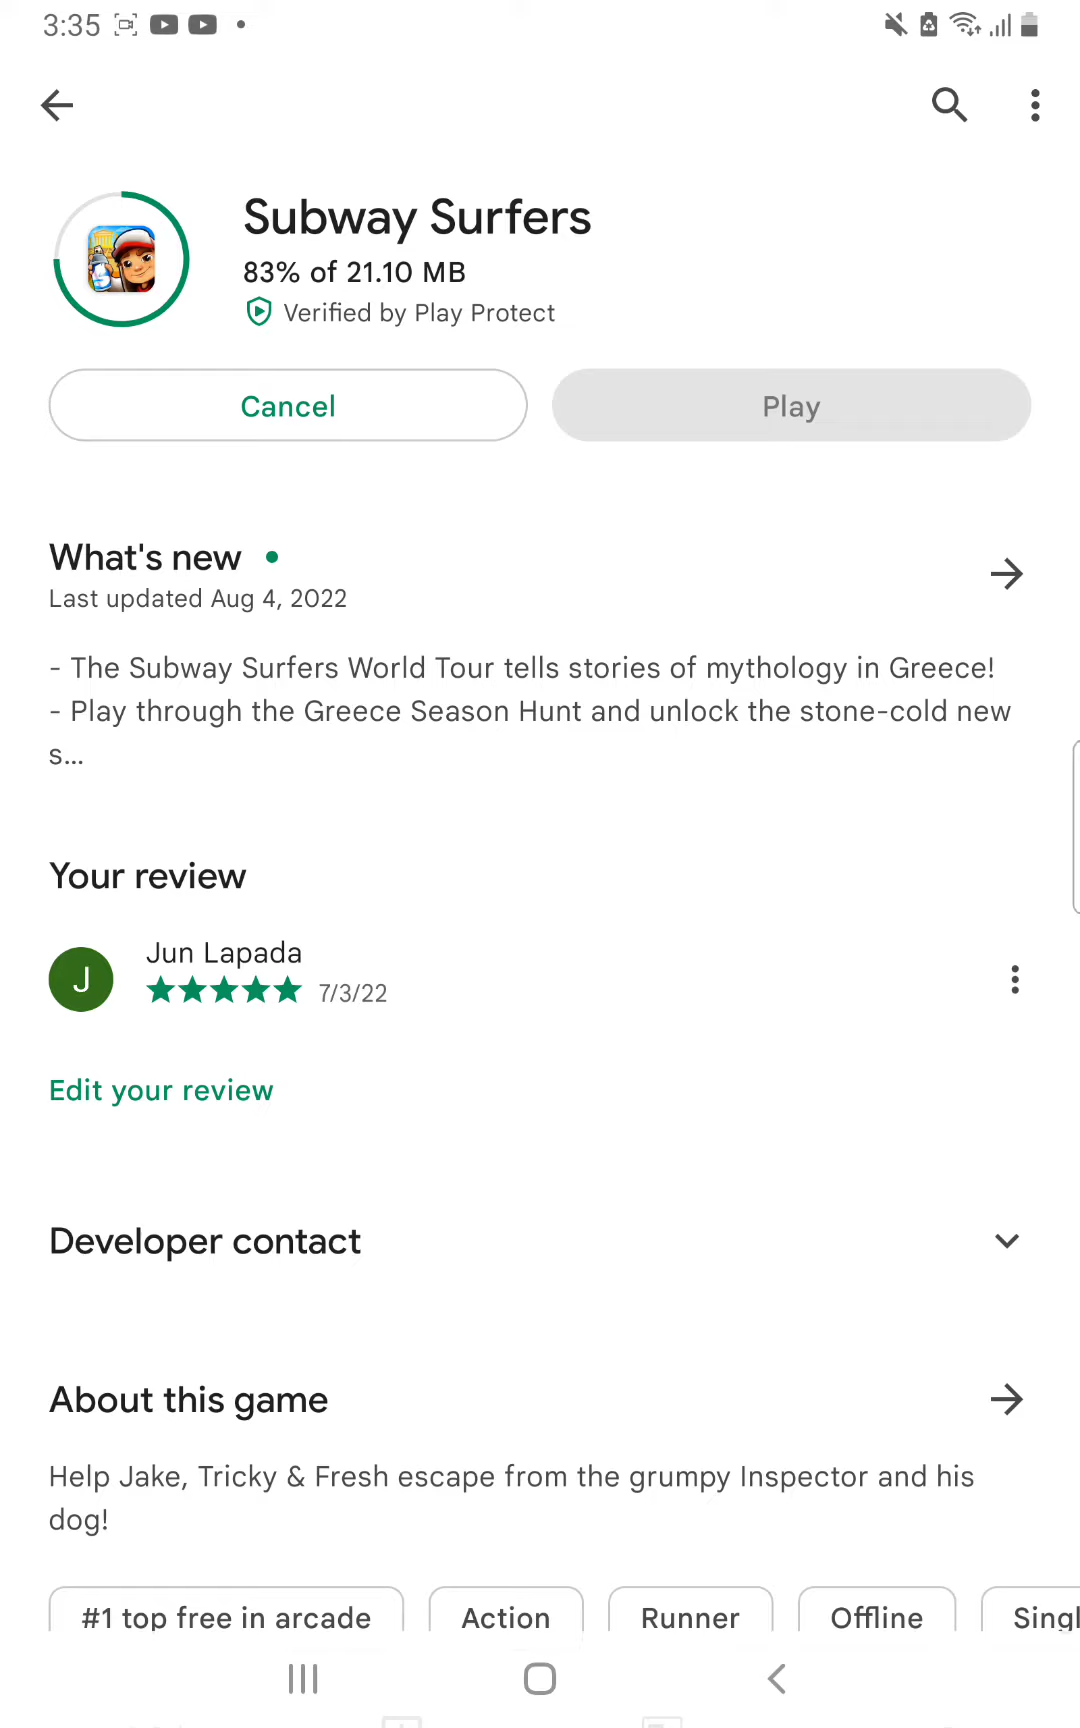 3:35
Subway Surfers
83% of 21.10 MB
Verified by Play Protect
Cancel
Play
What's new
Last updated Aug 4, 2022
- The Subway Surfers World Tour tells stories of mythology in Greece!
- Play through the Greece Season Hunt and unlock the stone-cold new
s...
Your review
J
Jun Lapada
7/3/22
Edit your review
Developer contact
About this game
Help Jake, Tricky & Fresh escape from the grumpy Inspector and his
dog!
#1 top free in arcade
Action
Runner
Offline
Singl